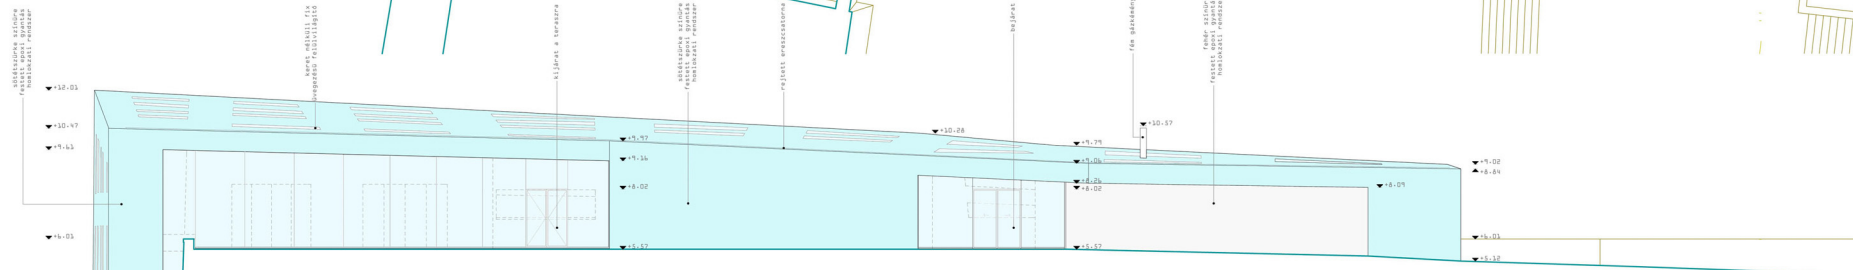 sötétszürke színűre
festett epoxi gyantás
homlokzati rendszer
keret nélküli fix
üvegezésű felülvilágító
kijárat a teraszra
sötétszürke színűre
festett epoxi gyantás
homlokzati rendszer
rejtett ereszcsatorna
bejárat
fém gázkémény
fehér színűre
festett epoxi gyantás
homlokzati rendszer
+12.01
+10.47
+9.61
+6.01
+9.97
+9.16
+8.02
+5.57
+10.28
+9.79
+9.06
+8.26
+8.02
+5.57
+10.57
+8.09
+9.02
+8.84
+6.01
+5.12